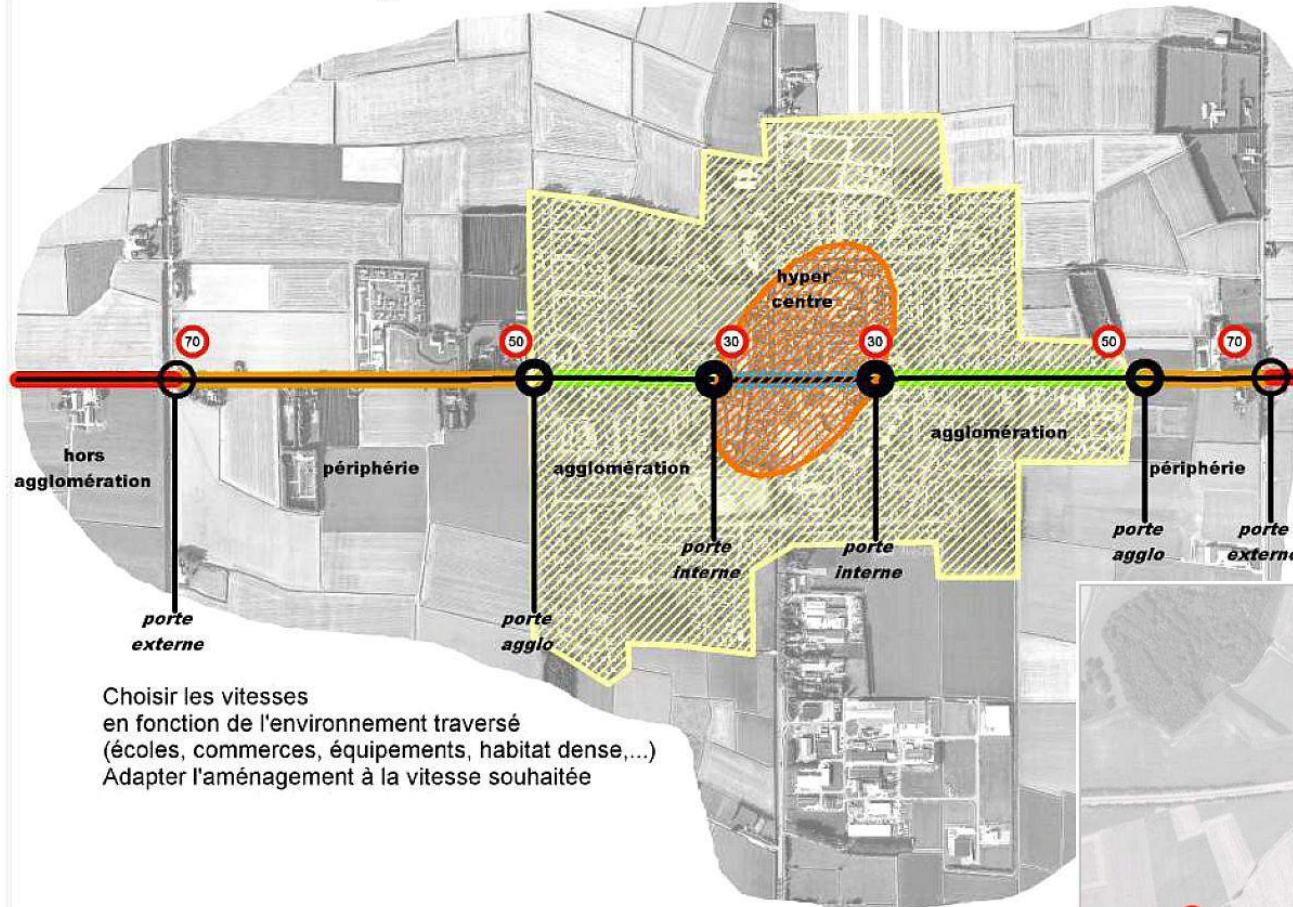 hyper
centre
70
50
30
30
50
70
hors
agglomération
périphérie
agglomération
agglomération
périphérie
porte
externe
porte
agglo
porte
interne
porte
interne
porte
agglo
porte
externe
Choisir les vitesses
en fonction de l'environnement traversé
(écoles, commerces, équipements, habitat dense,...)
Adapter l'aménagement à la vitesse souhaitée